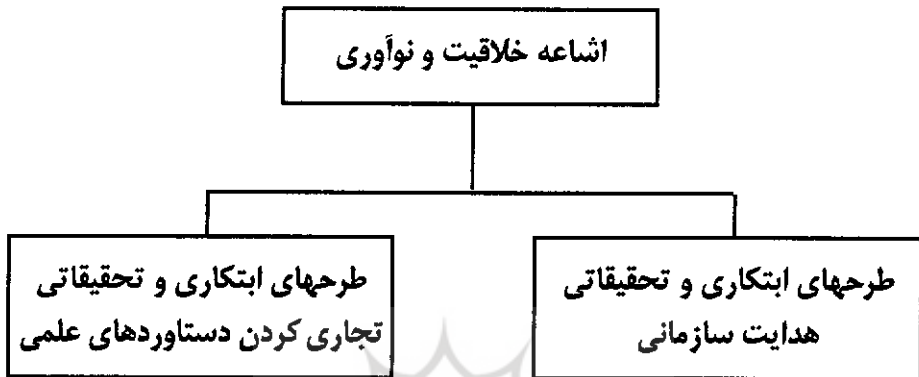 اشاعه خلاقیت و نوآوری
طرحهای ابتکاری و تحقیقاتی
هدایت سازمانی
طرحهای ابتکاری و تحقیقاتی
تجاری کردن دستاوردهای علمی